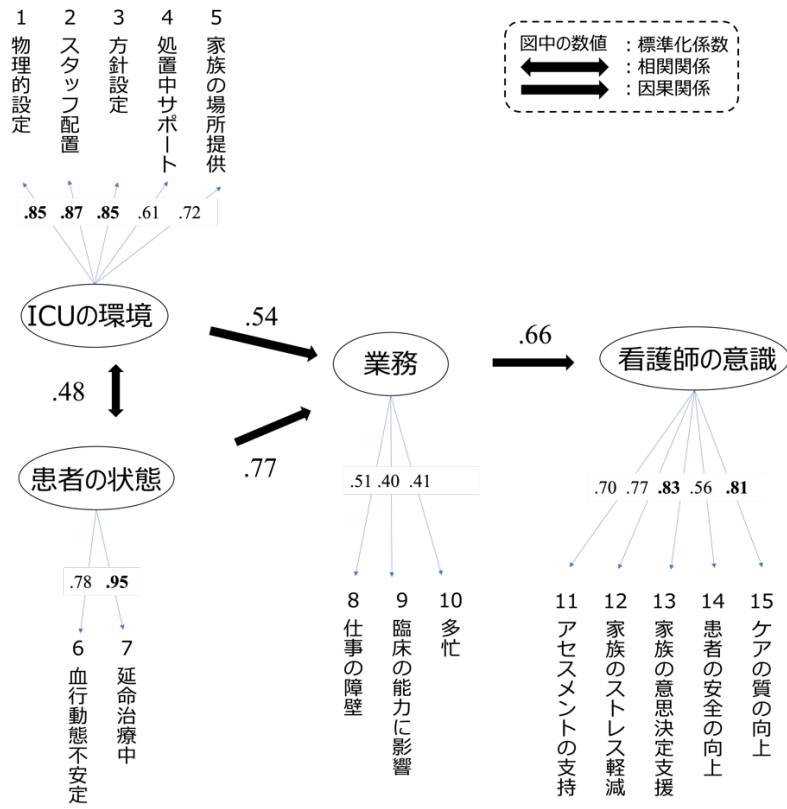 1 物理的設定
2 スタッフ配置
3 方針設定
4 処置中サポート
5 家族の場所提供
図中の数値 : 標準化係数
: 相関関係
: 因果関係
.85 .87 .85 .61 .72
ICUの環境
.54
.48
業務
.66
看護師の意識
患者の状態
.77
.51 .40 .41
.70 .77 .83 .56 .81
.78 .95
6 血行動態不安定
7 延命治療中
8 仕事の障壁
9 臨床の能力に影響
10 多忙
11 アセスメントの支持
12 家族のストレス軽減
13 家族の意思決定支援
14 患者の安全の向上
15 ケアの質の向上